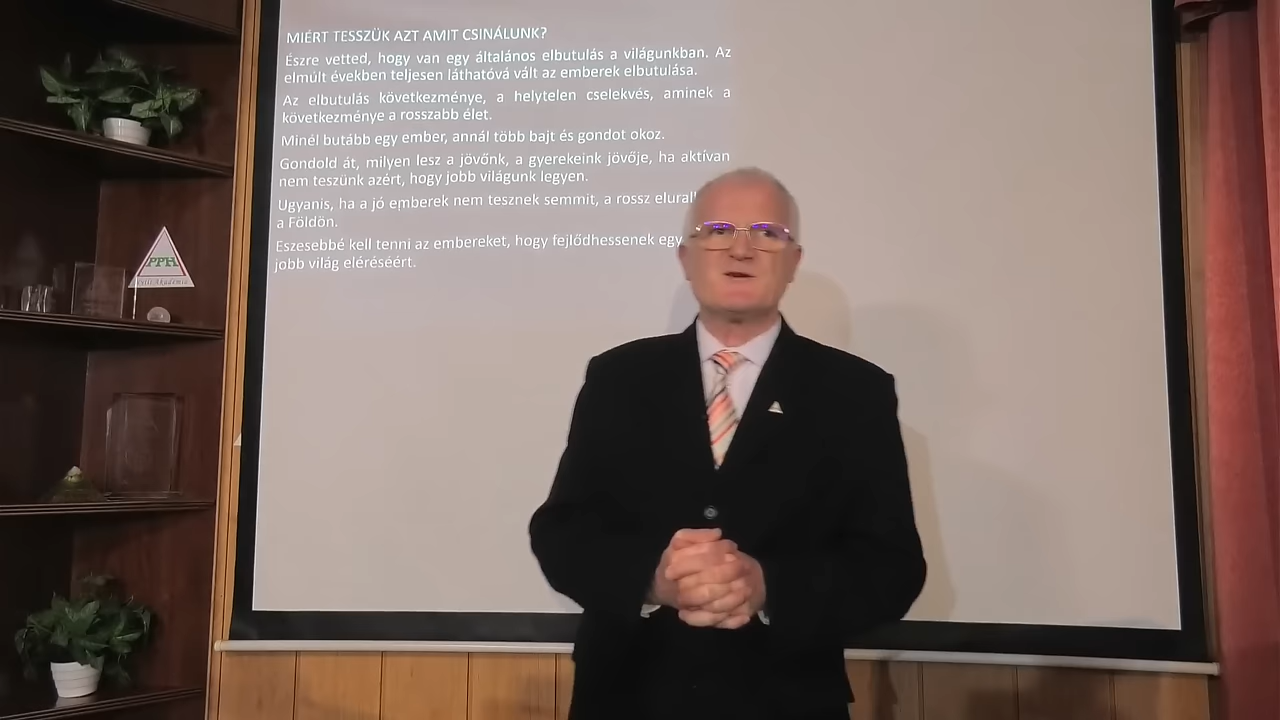 MIÉRT TESSZÜK AZT AMIT CSINÁLUNK?
Észre vetted, hogy van egy általános elbutulás a világunkban. Az
elmúlt években teljesen láthatóvá vált az emberek elbutulása.
Az elbutulás következménye, a helytelen cselekvés, aminek a
következménye a rosszabb élet.
Minél butább egy ember, annál több bajt és gondot okoz.
Gondold át, milyen lesz a jövőnk, a gyerekeink jövője, ha aktívan
nem teszünk azért, hogy jobb világunk legyen.
Ugyanis, ha a jó emberek nem tesznek semmit, a rossz
a Földön.
Eszesebbé kell tenni az embereket, hogy fejlődhessenek egy
jobb világ eléréséért.
PPH
Akadémia